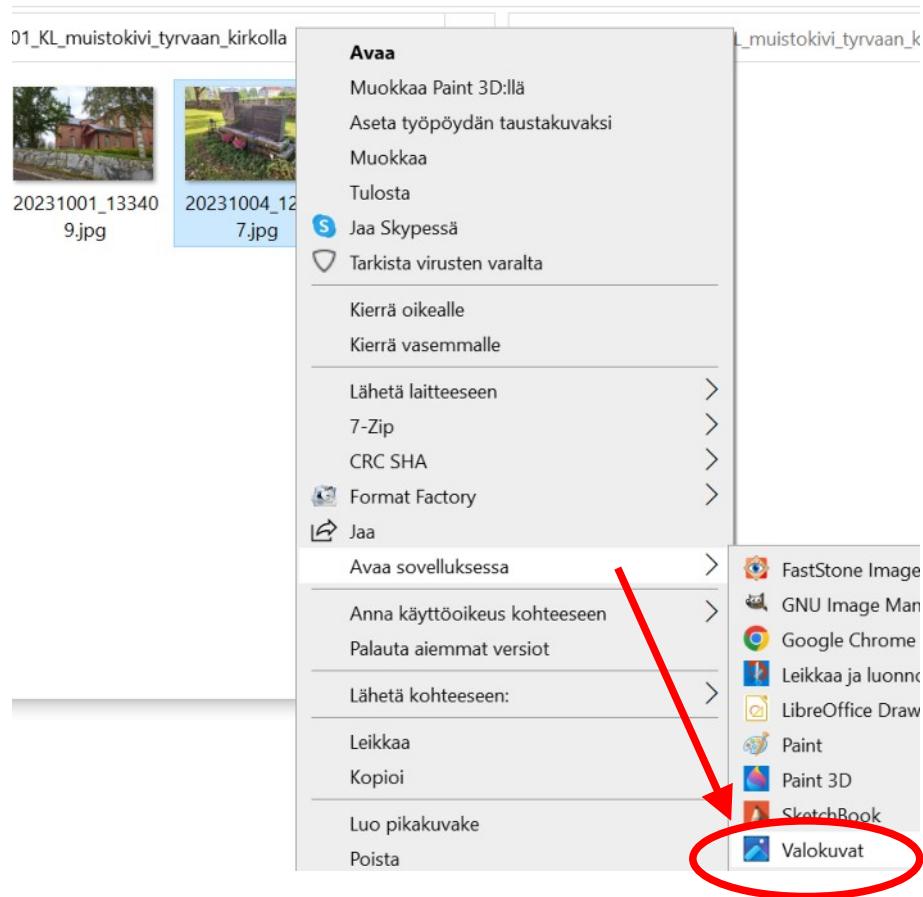 01_KL_muistokivi_tyrvaan_kirkolla
_muistokivi_tyrvaan_k
20231001_13340
9.jpg
20231004_12
7.jpg
Avaa
Muokkaa Paint 3D:llä
Aseta työpöydän taustakuvaksi
Muokkaa
Tulosta
Jaa Skypessä
Tarkista virusten varalta
Kierrä oikealle
Kierrä vasemmalle
Lähetä laitteeseen
7-Zip
CRC SHA
Format Factory
Jaa
Avaa sovelluksessa
Anna käyttöoikeus kohteeseen
Palauta aiemmat versiot
Lähetä kohteeseen:
Leikkaa
Kopioi
Luo pikakuvake
Poista
FastStone Image
GNU Image Man
Google Chrome
Leikkaa ja luonno
LibreOffice Draw
Paint
Paint 3D
SketchBook
Valokuvat